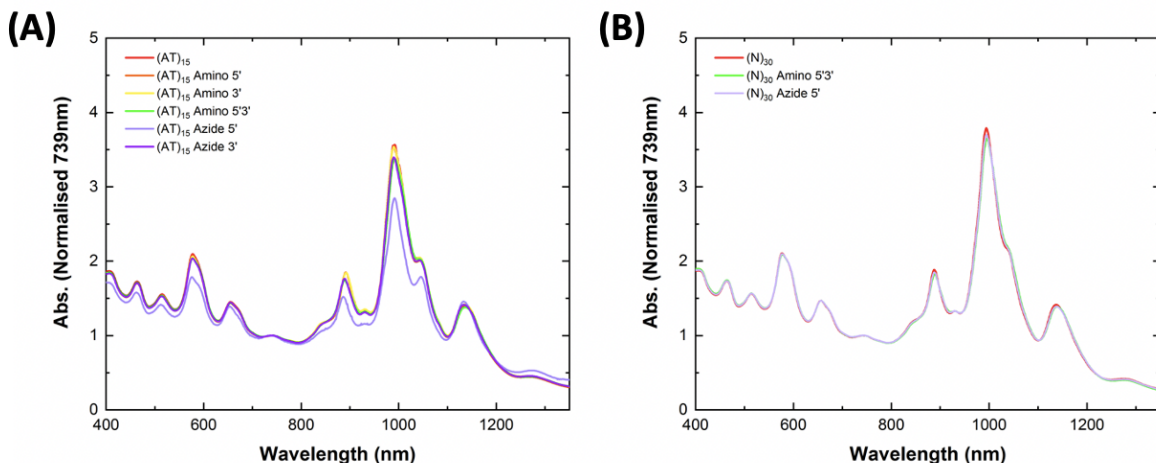 (A)
Abs. (Normalised 739nm)
5
4
3
2
1
0
(AT)₁₅
(AT)₁₅ Amino 5'
(AT)₁₅ Amino 3'
(AT)₁₅ Amino 5'3'
(AT)₁₅ Azide 5'
(AT)₁₅ Azide 3'
400 600 800 1000 1200
Wavelength (nm)
(B)
Abs. (Normalised 739nm)
5
4
3
2
1
0
(N)₃₀
(N)₃₀ Amino 5'3'
(N)₃₀ Azide 5'
400 600 800 1000 1200
Wavelength (nm)